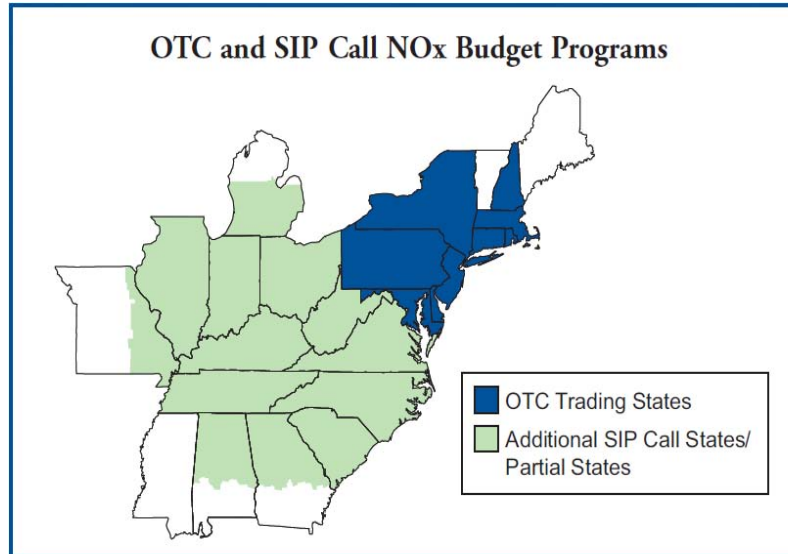 OTC and SIP Call NOx Budget Programs
OTC Trading States
Additional SIP Call States/
Partial States